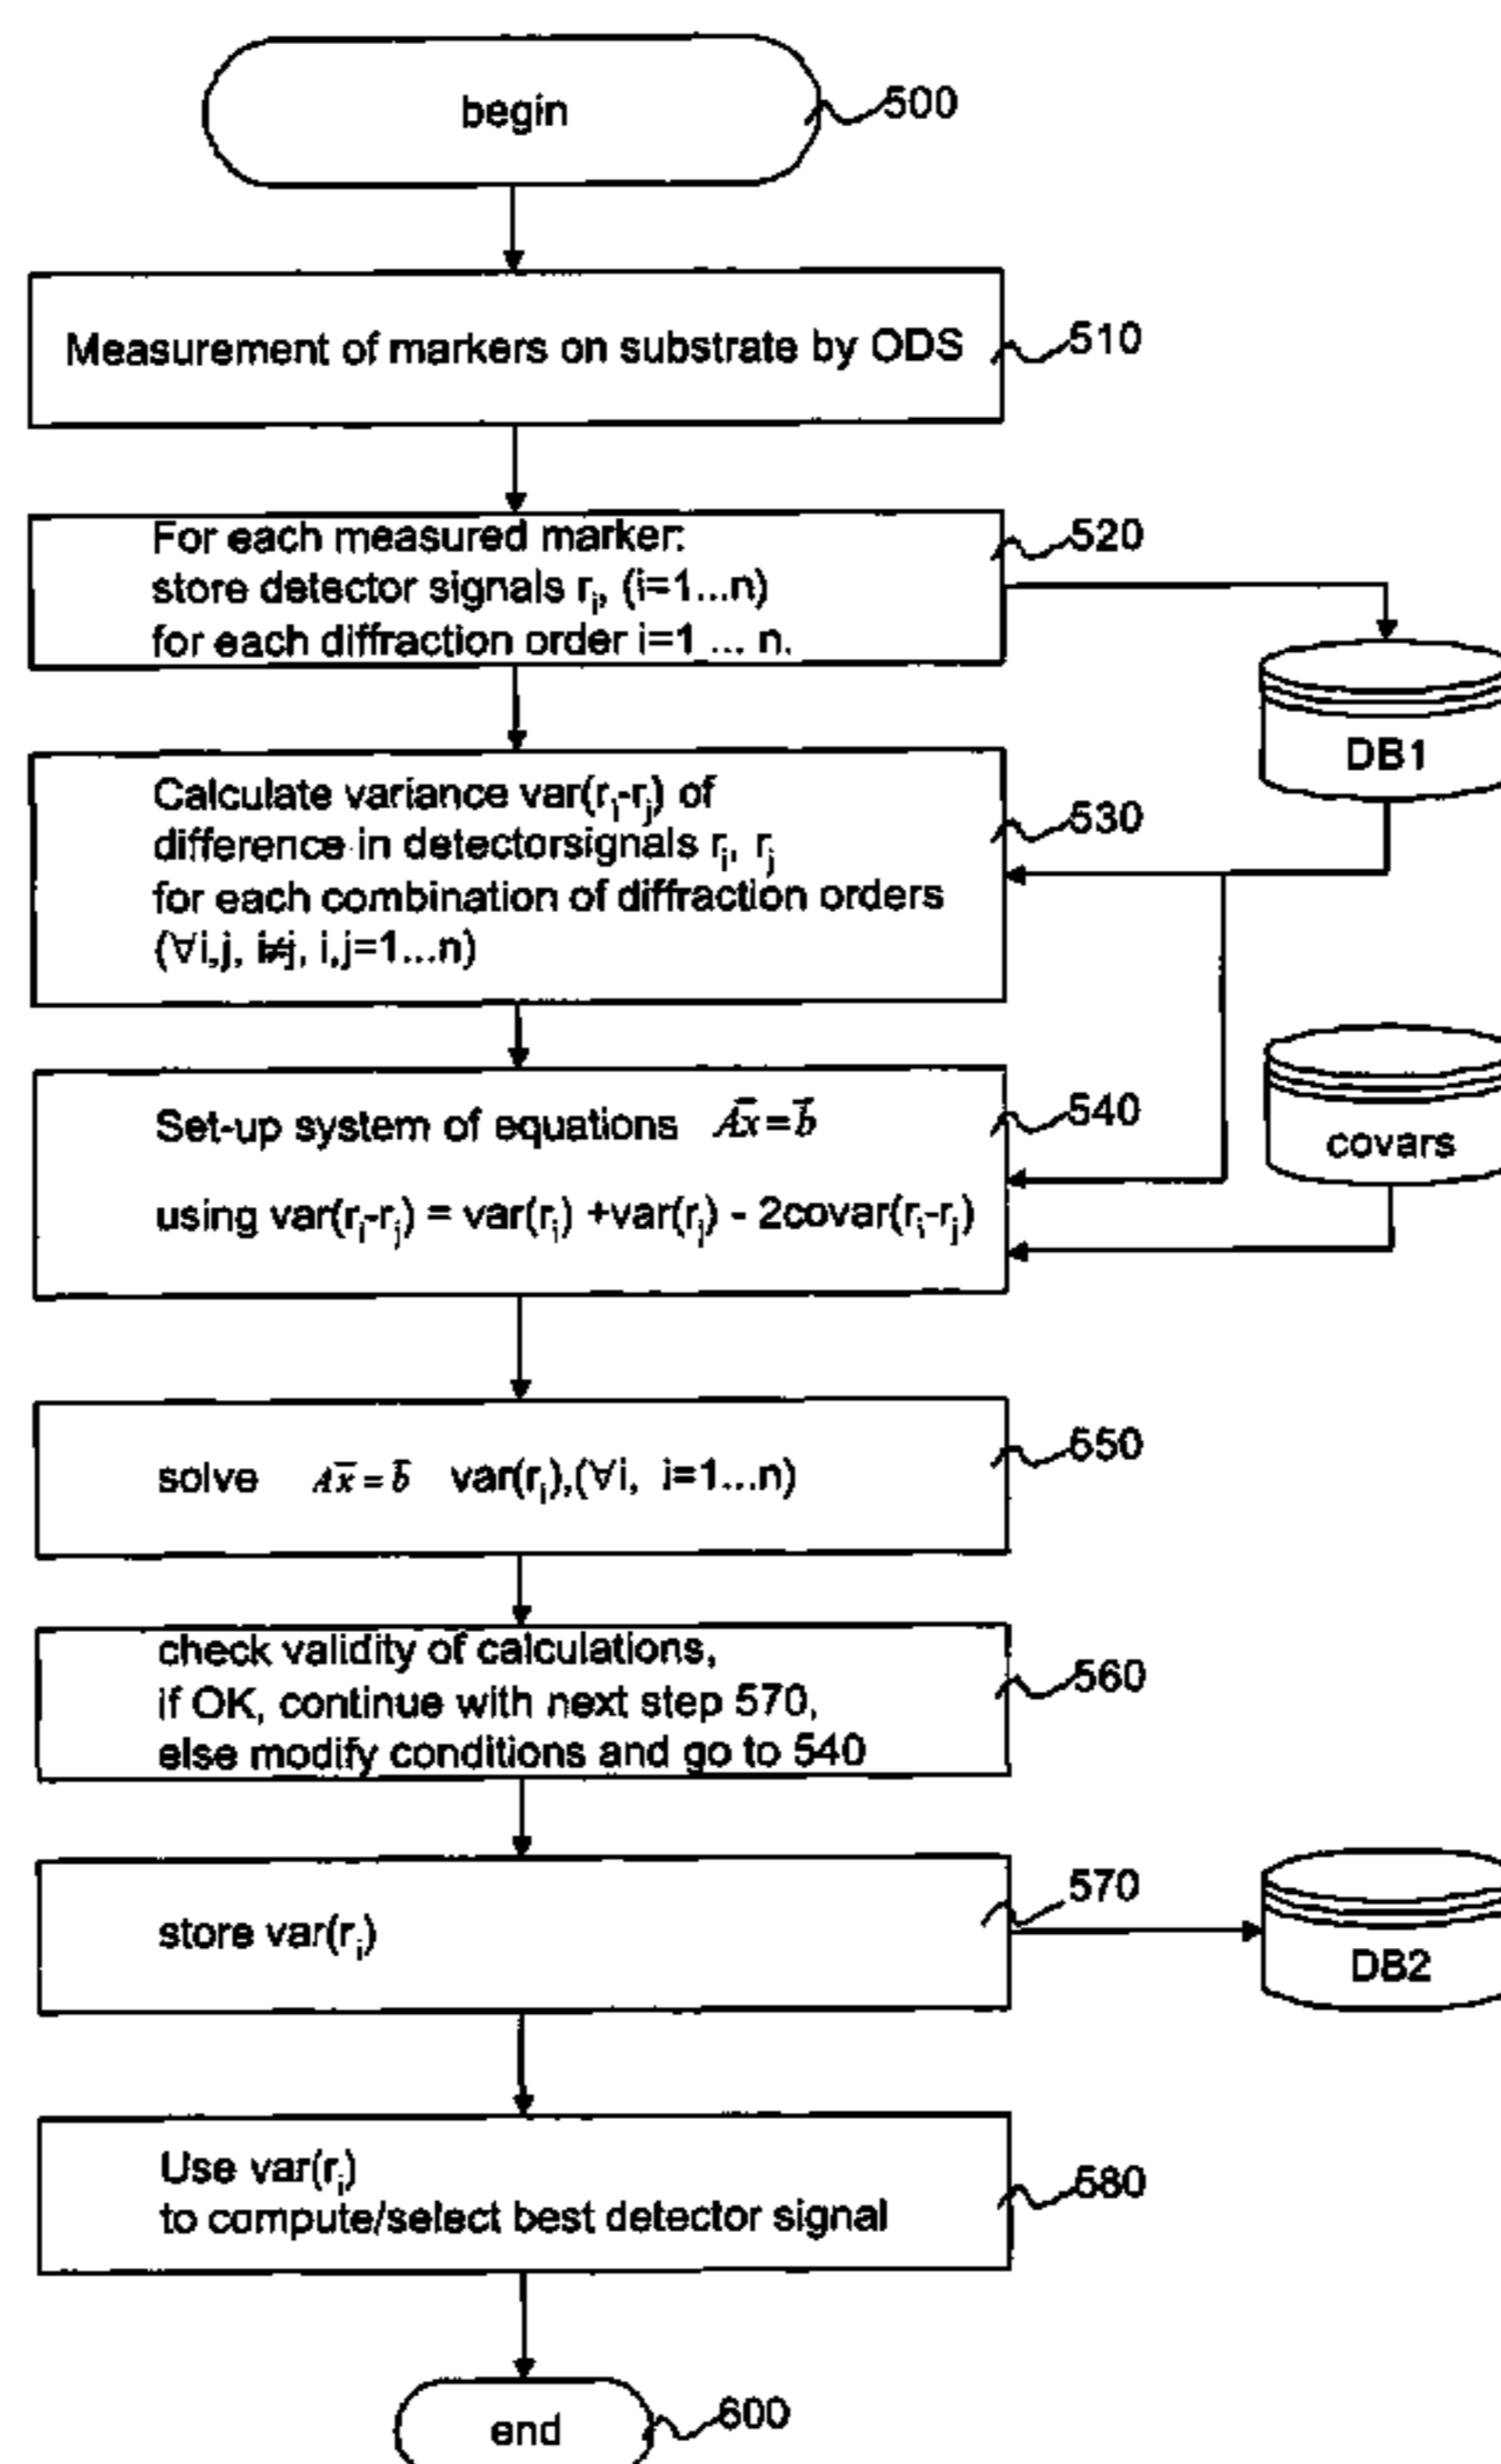 begin
500
Measurement of markers on substrate by ODS
510
For each measured marker:
store detector signals rᵢ, (i=1...n)
for each diffraction order i=1 ... n.
520
DB1
Calculate variance var(rᵢ-rⱼ) of
difference in detectorsignals rᵢ, rⱼ
for each combination of diffraction orders
(∀i,j, i≠j, i,j=1...n)
530
Set-up system of equations Ax̄=b̄
using var(rᵢ-rⱼ) = var(rᵢ) +var(rⱼ) - 2covar(rᵢ-rⱼ)
540
covars
solve Ax̄=b̄ var(rᵢ),(∀i, i=1...n)
550
check validity of calculations,
if OK, continue with next step 570,
else modify conditions and go to 540
560
store var(rᵢ)
570
DB2
Use var(rᵢ)
to compute/select best detector signal
580
end
600